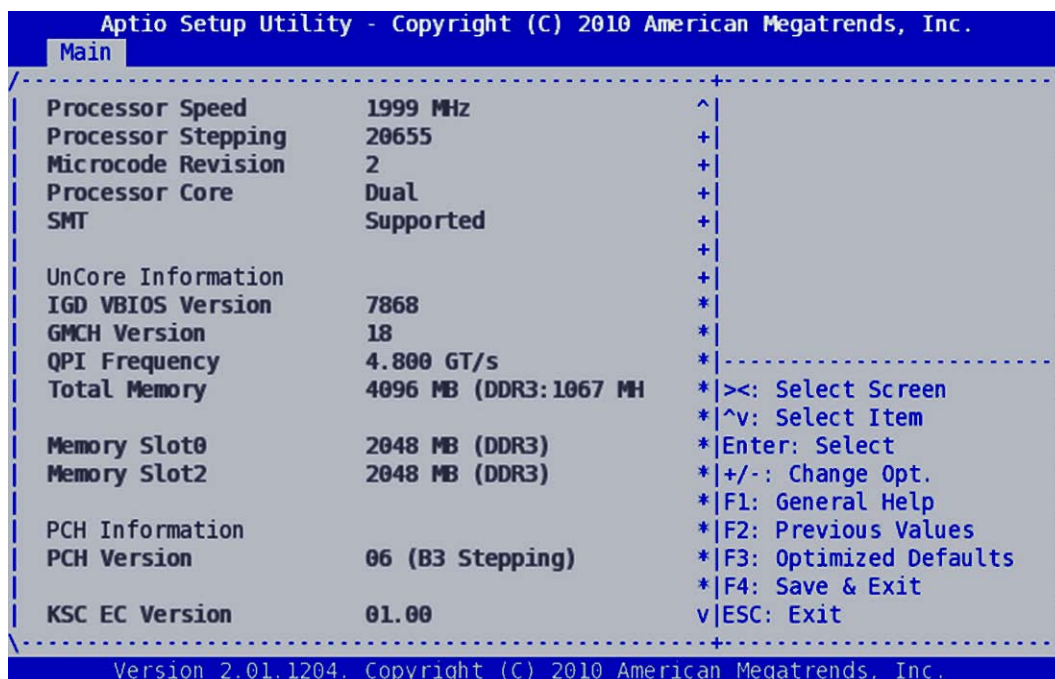 Aptio Setup Utility - Copyright (C) 2010 American Megatrends, Inc.
Main
Processor Speed 1999 MHz
Processor Stepping 20655
Microcode Revision 2
Processor Core Dual
SMT Supported
UnCore Information
IGD VBIOS Version 7868
GMCH Version 18
QPI Frequency 4.800 GT/s
Total Memory 4096 MB (DDR3:1067 MH
Memory Slot0 2048 MB (DDR3)
Memory Slot2 2048 MB (DDR3)
PCH Information
PCH Version 06 (B3 Stepping)
KSC EC Version 01.00
><: Select Screen
^v: Select Item
Enter: Select
+/-: Change Opt.
F1: General Help
F2: Previous Values
F3: Optimized Defaults
F4: Save & Exit
ESC: Exit
Version 2.01.1204. Copyright (C) 2010 American Megatrends, Inc.